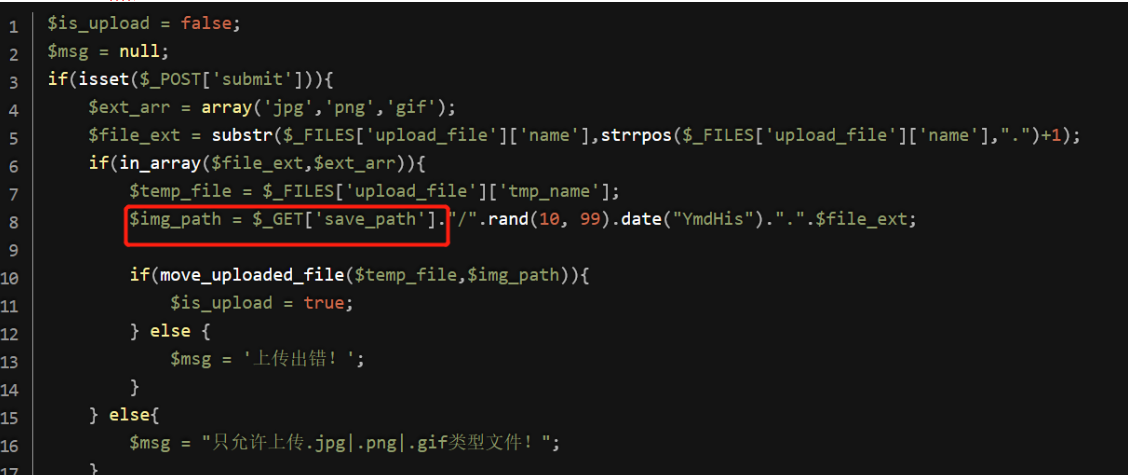 1 $is_upload = false;
2 $msg = null;
3 if(isset($_POST['submit'])){
4     $ext_arr = array('jpg','png','gif');
5     $file_ext = substr($_FILES['upload_file']['name'],strrpos($_FILES['upload_file']['name'],".")+1);
6     if(in_array($file_ext,$ext_arr)){
7         $temp_file = $_FILES['upload_file']['tmp_name'];
8         $img_path = $_GET['save_path']."/".rand(10, 99).date("YmdHis").".".$file_ext;
9
10         if(move_uploaded_file($temp_file,$img_path)){
11             $is_upload = true;
12         } else {
13             $msg = '上传出错！';
14         }
15     } else{
16         $msg = "只允许上传.jpg|.png|.gif类型文件！";
17     }